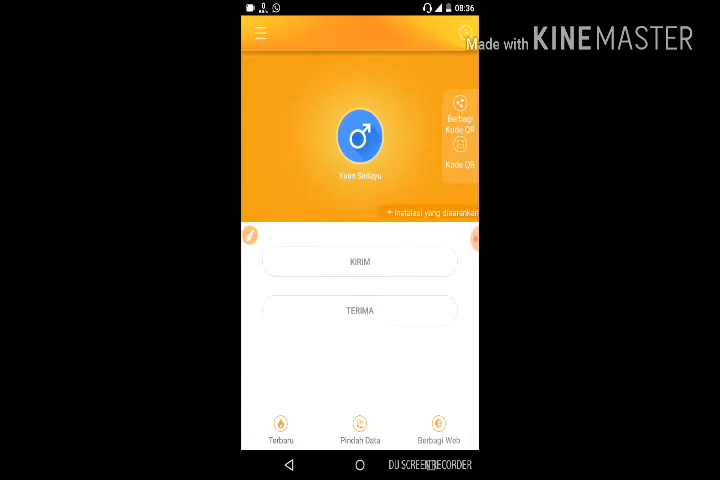 08:36
Made with KINEMASTER
Berbagi
Kode QR
Kode QR
Yuan Sedayu
+ Instalasi yang disarankan
KIRIM
TERIMA
Terbaru
Pindah Data
Berbagi Web
DU SCREEN RECORDER